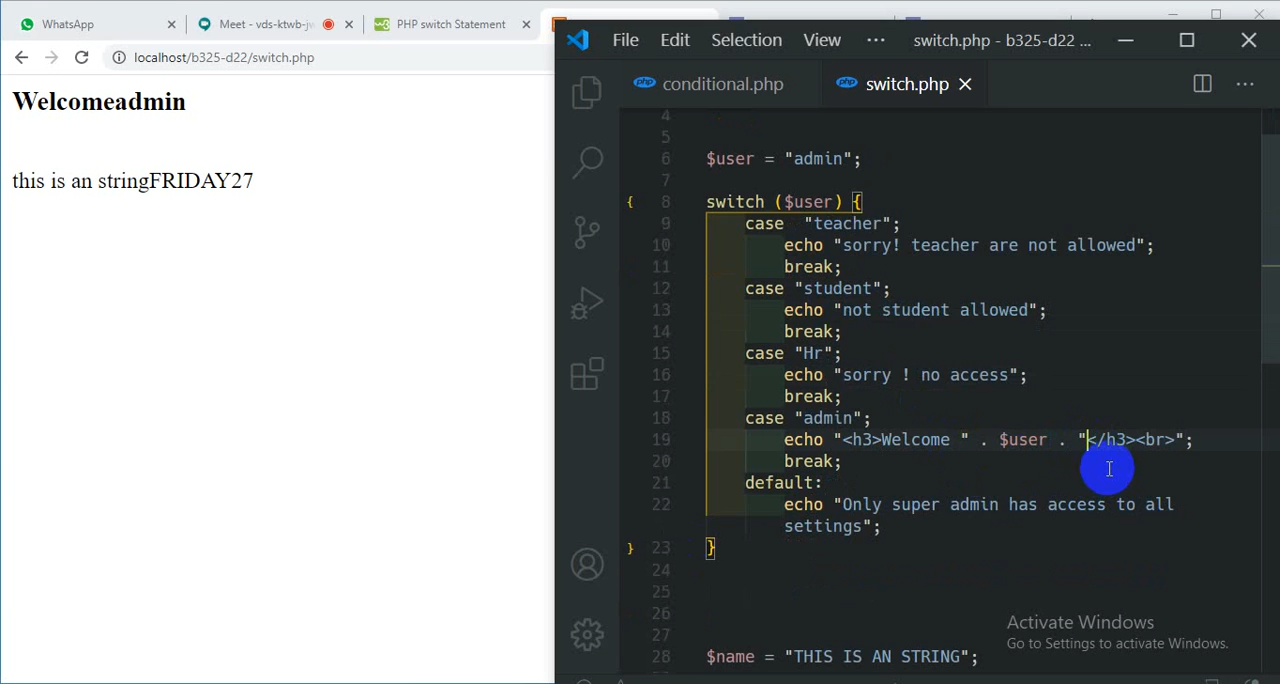 WhatsApp
Meet - vds-ktwb-jw
PHP switch Statement
localhost/b325-d22/switch.php
Welcomeadmin
this is an stringFRIDAY27
File Edit Selection View ··· switch.php - b325-d22 ...
conditional.php
switch.php
4
5
6 $user = "admin";
7
8 switch ($user) {
9 case  "teacher";
10 echo "sorry! teacher are not allowed";
11 break;
12 case "student";
13 echo "not student allowed";
14 break;
15 case "Hr";
16 echo "sorry ! no access";
17 break;
18 case "admin";
19 echo "<h3>Welcome " . $user . "</h3><br>";
20 break;
21 default:
22 echo "Only super admin has access to all
settings";
23 }
24
25
26
27
28 $name = "THIS IS AN STRING";
Activate Windows
Go to Settings to activate Windows.